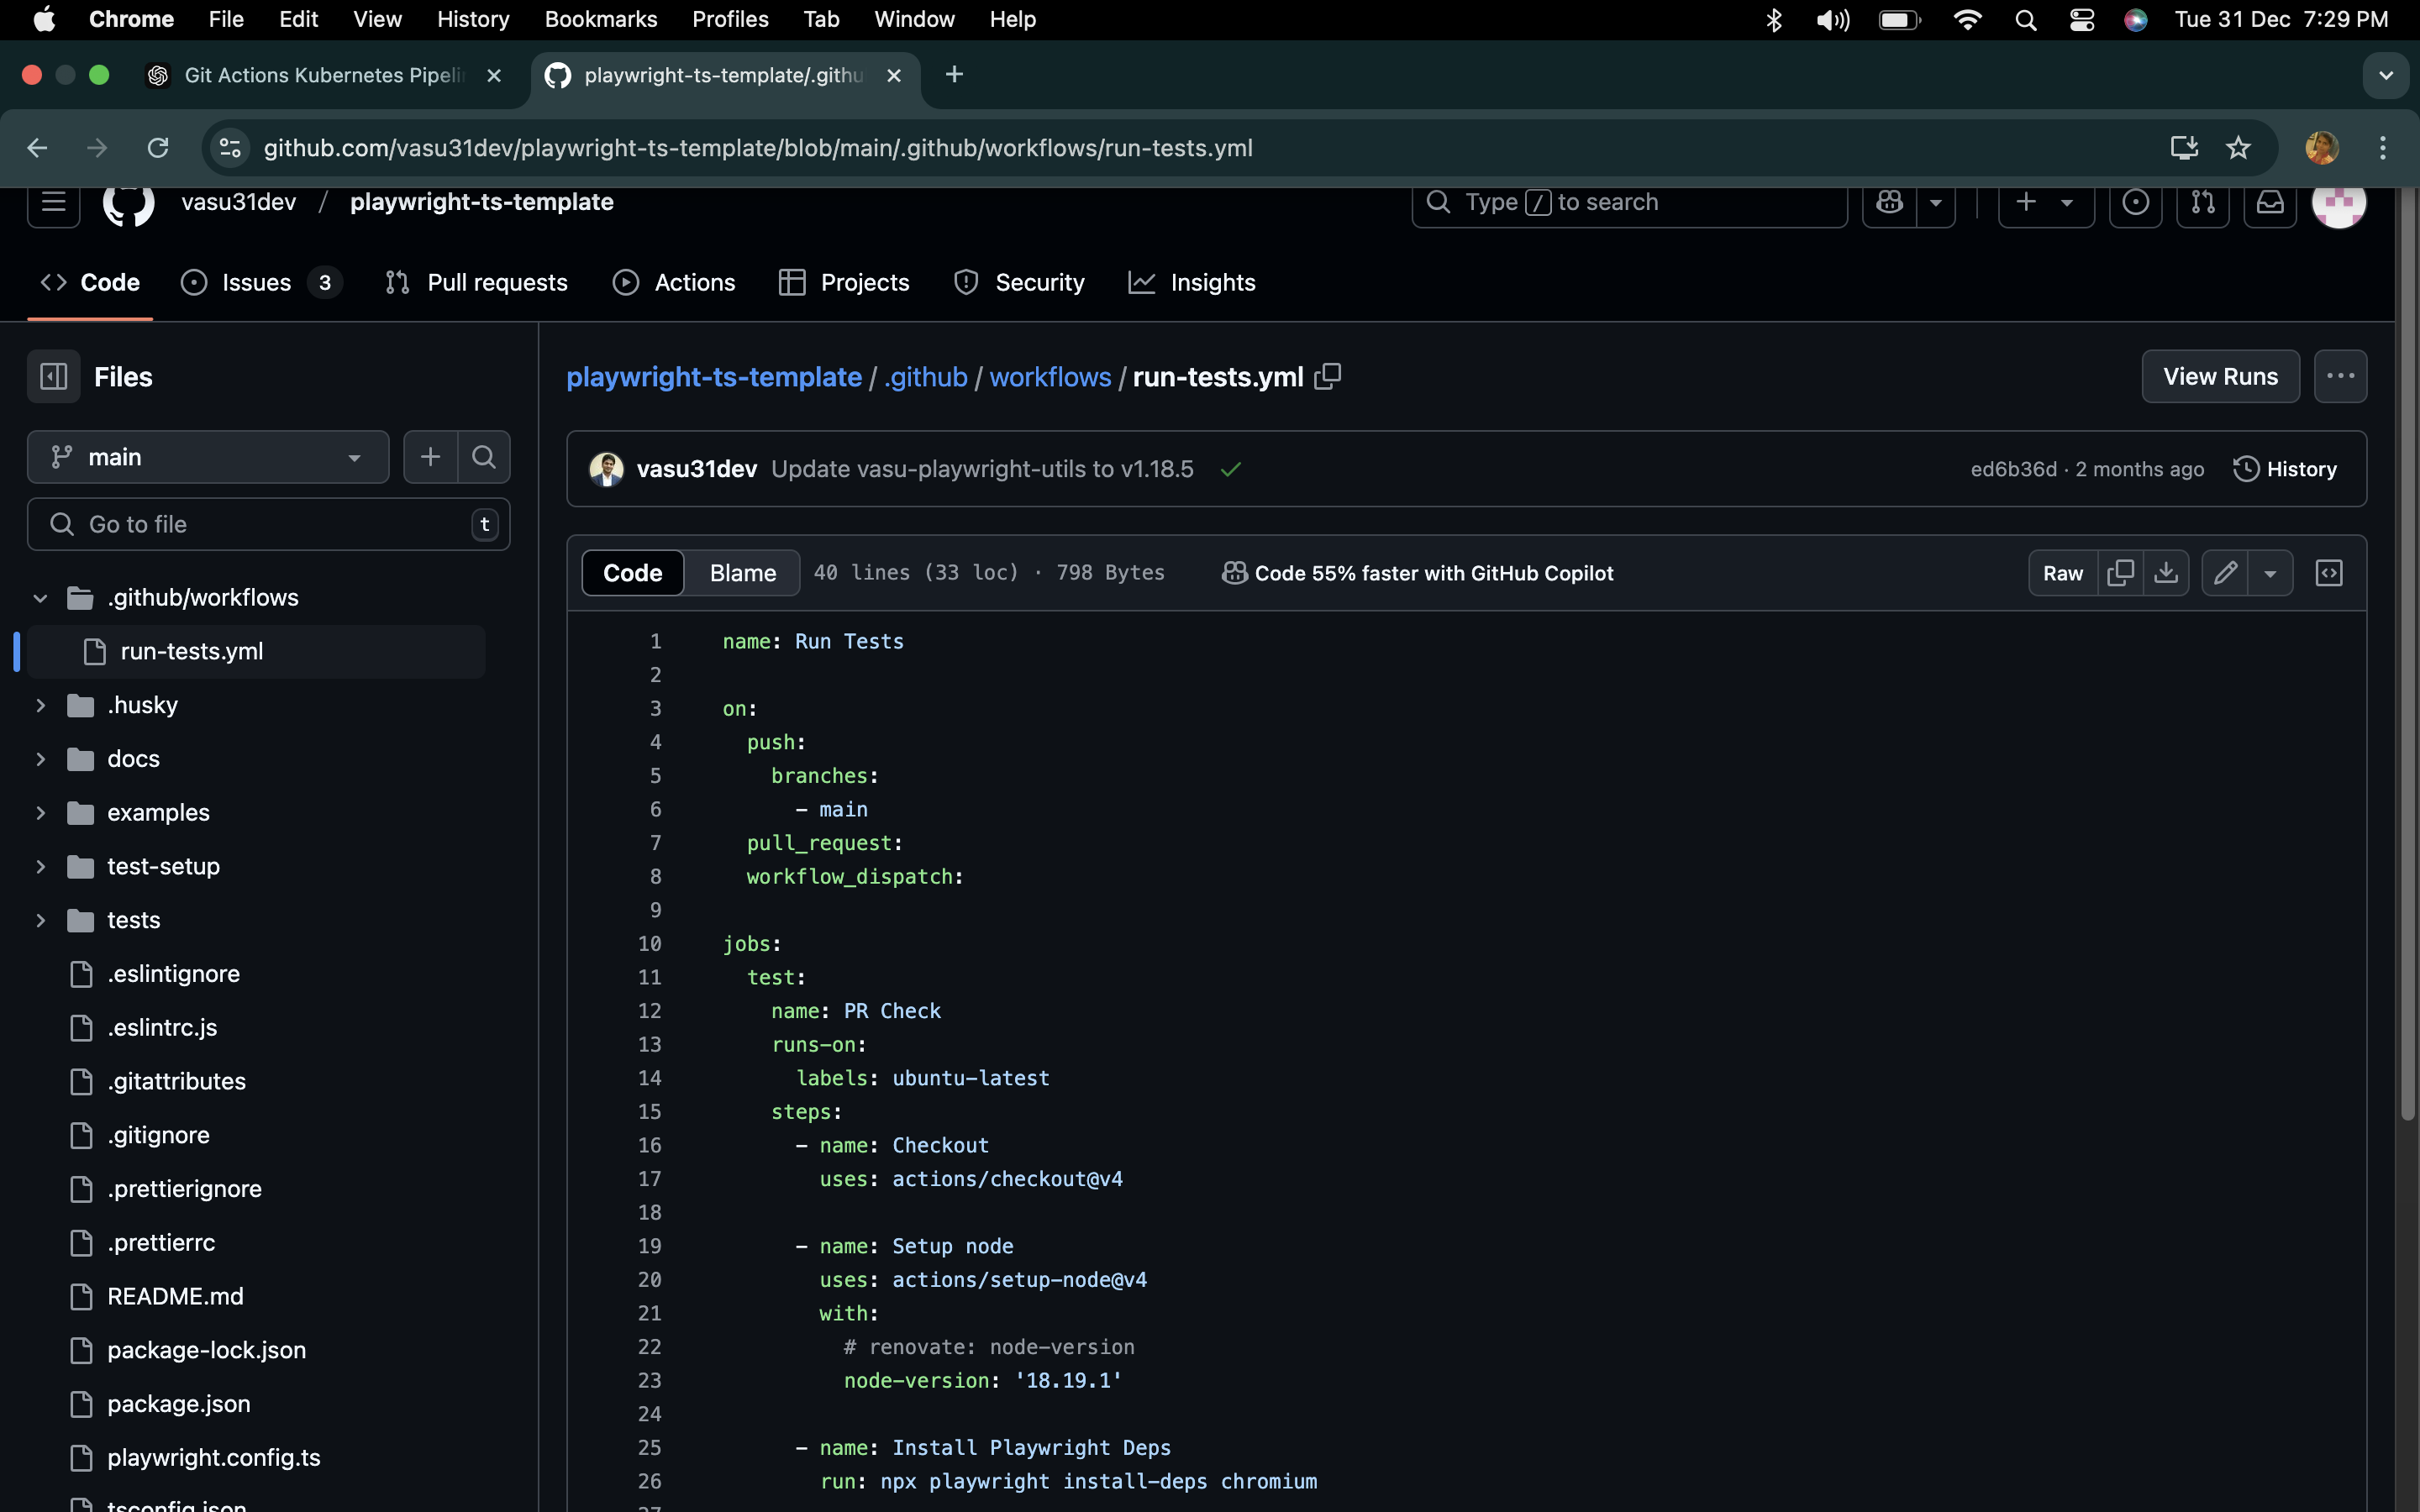 Chrome File Edit View History Bookmarks Profiles Tab Window Help Tue 31 Dec 7:29 PM
Git Actions Kubernetes Pipelin playwright-ts-template/.githu
github.com/vasu31dev/playwright-ts-template/blob/main/.github/workflows/run-tests.yml
vasu31dev / playwright-ts-template Type / to search
Code Issues 3 Pull requests Actions Projects Security Insights
Files
main
Go to file t
.github/workflows
run-tests.yml
.husky
docs
examples
test-setup
tests
.eslintignore
.eslintrc.js
.gitattributes
.gitignore
.prettierignore
.prettierrc
README.md
package-lock.json
package.json
playwright.config.ts
tsconfig.json
playwright-ts-template / .github / workflows / run-tests.yml View Runs
vasu31dev Update vasu-playwright-utils to v1.18.5 ed6b36d · 2 months ago History
Code Blame 40 lines (33 loc) · 798 Bytes Code 55% faster with GitHub Copilot Raw
1 name: Run Tests
2
3 on:
4 push:
5 branches:
6 - main
7 pull_request:
8 workflow_dispatch:
9
10 jobs:
11 test:
12 name: PR Check
13 runs-on:
14 labels: ubuntu-latest
15 steps:
16 - name: Checkout
17 uses: actions/checkout@v4
18
19 - name: Setup node
20 uses: actions/setup-node@v4
21 with:
22 # renovate: node-version
23 node-version: '18.19.1'
24
25 - name: Install Playwright Deps
26 run: npx playwright install-deps chromium
27